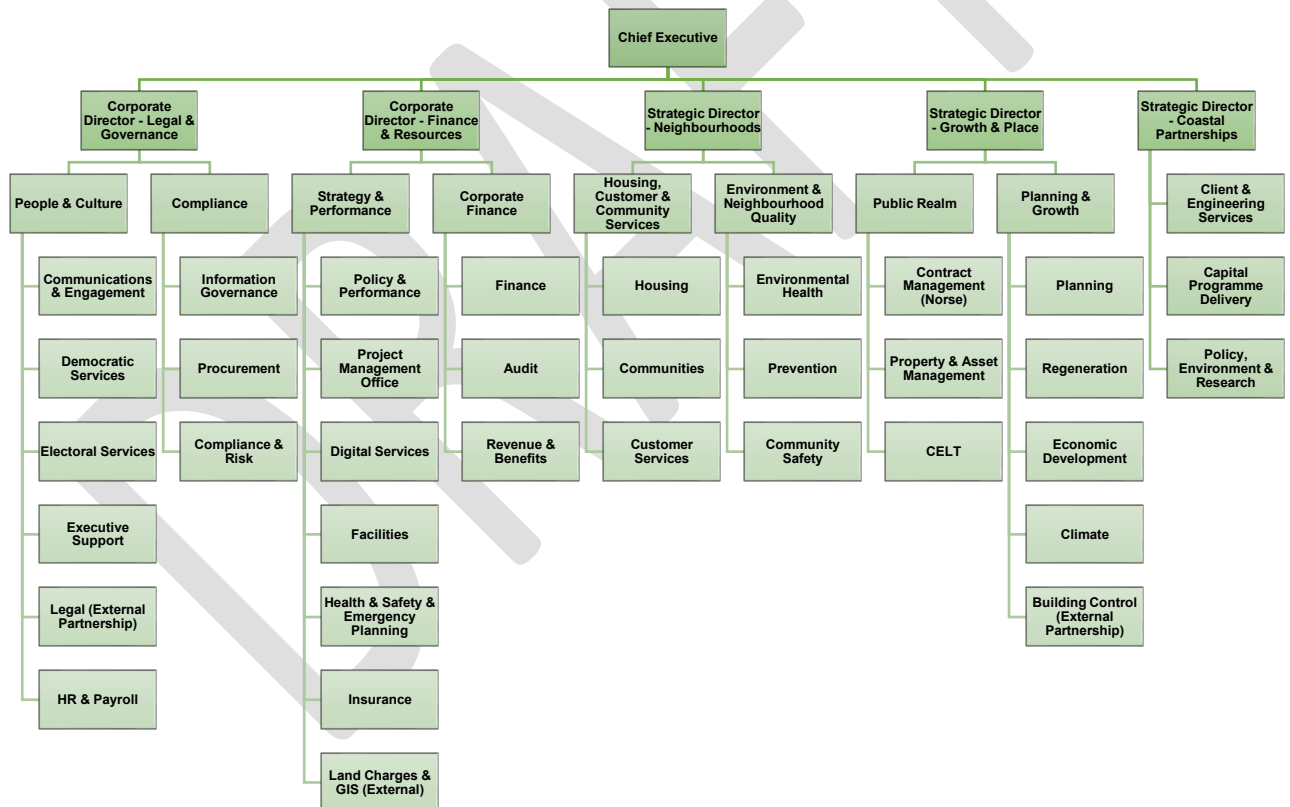 Chief Executive
Corporate
Director - Legal &
Governance
Corporate
Director - Finance
& Resources
Strategic Director
- Neighbourhoods
Strategic Director
- Growth & Place
Strategic Director
- Coastal
Partnerships
People & Culture
Compliance
Strategy &
Performance
Corporate
Finance
Housing,
Customer &
Community
Services
Environment &
Neighbourhood
Quality
Public Realm
Planning &
Growth
Client &
Engineering
Services
Communications
& Engagement
Information
Governance
Policy &
Performance
Finance
Housing
Environmental
Health
Contract
Management
(Norse)
Planning
Capital
Programme
Delivery
Democratic
Services
Procurement
Project
Management
Office
Audit
Communities
Prevention
Property & Asset
Management
Regeneration
Policy,
Environment &
Research
Electoral Services
Compliance &
Risk
Digital Services
Revenue &
Benefits
Customer
Services
Community
Safety
CELT
Economic
Development
Executive
Support
Facilities
Climate
Legal (External
Partnership)
Health & Safety &
Emergency
Planning
Building Control
(External
Partnership)
HR & Payroll
Insurance
Land Charges &
GIS (External)
DRAFT